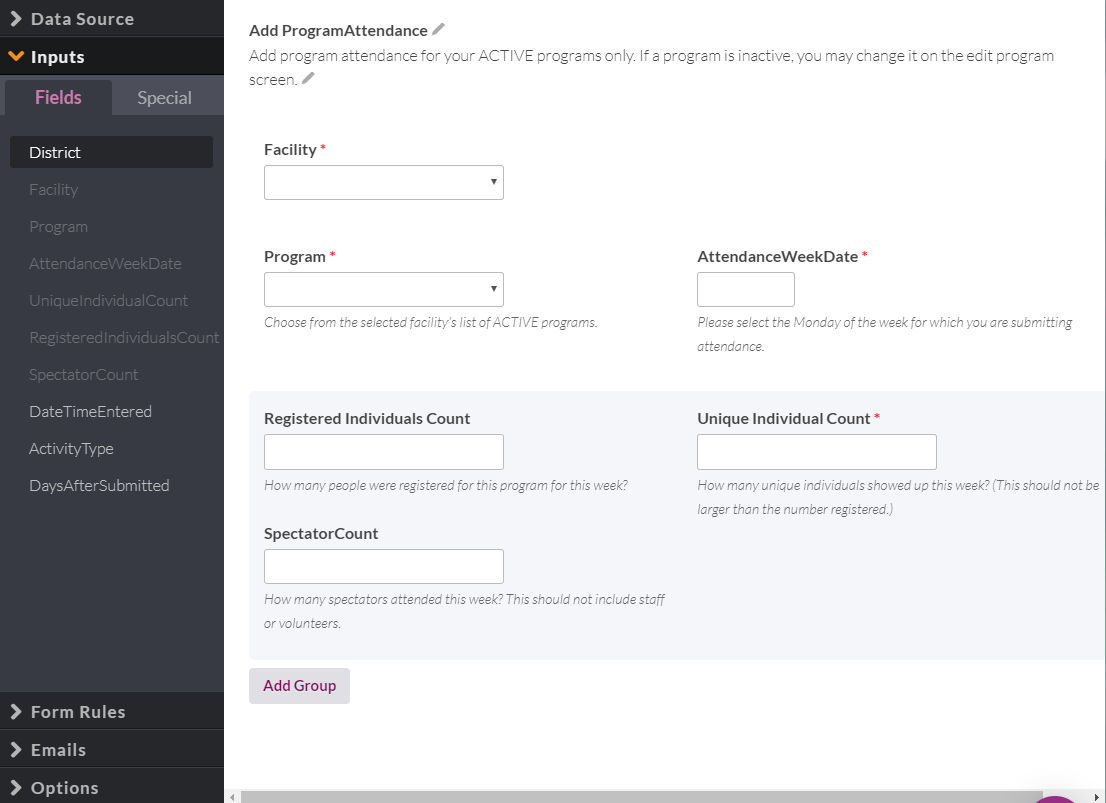 Data Source
Inputs
Fields
Special
District
Facility
Program
AttendanceWeekDate
UniqueIndividualCount
RegisteredIndividualsCount
SpectatorCount
DateTimeEntered
ActivityType
DaysAfterSubmitted
Form Rules
Emails
Options
Add ProgramAttendance
Add program attendance for your ACTIVE programs only. If a program is inactive, you may change it on the edit program
screen.
Facility *
Program *
Choose from the selected facility's list of ACTIVE programs.
AttendanceWeekDate *
Please select the Monday of the week for which you are submitting
attendance.
Registered Individuals Count
How many people were registered for this program for this week?
Unique Individual Count *
How many unique individuals showed up this week? (This should not be
larger than the number registered.)
SpectatorCount
How many spectators attended this week? This should not include staff
or volunteers.
Add Group